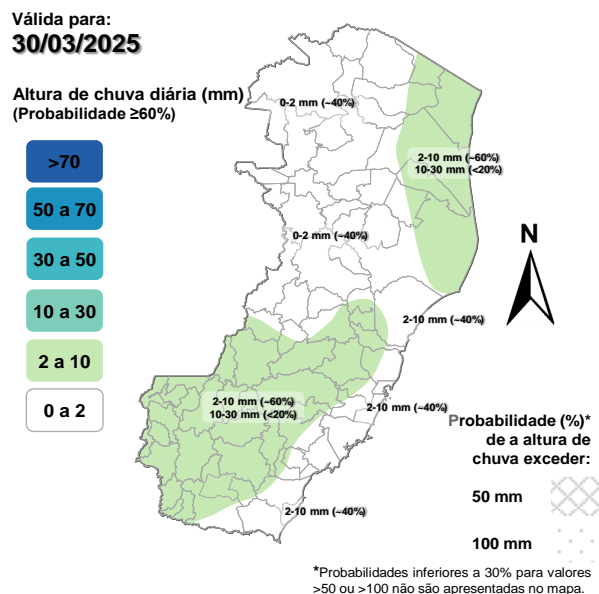 Válida para:
30/03/2025
Altura de chuva diária (mm)
(Probabilidade ≥60%)
>70
50 a 70
30 a 50
10 a 30
2 a 10
0 a 2
0-2 mm (~40%)
2-10 mm (~60%)
10-30 mm (<20%)
0-2 mm (~40%)
N
2-10 mm (~40%)
2-10 mm (~60%)
10-30 mm (<20%)
2-10 mm (~40%)
2-10 mm (~40%)
Probabilidade (%)*
de a altura de
chuva exceder:
50 mm
100 mm
*Probabilidades inferiores a 30% para valores
>50 ou >100 não são apresentadas no mapa.